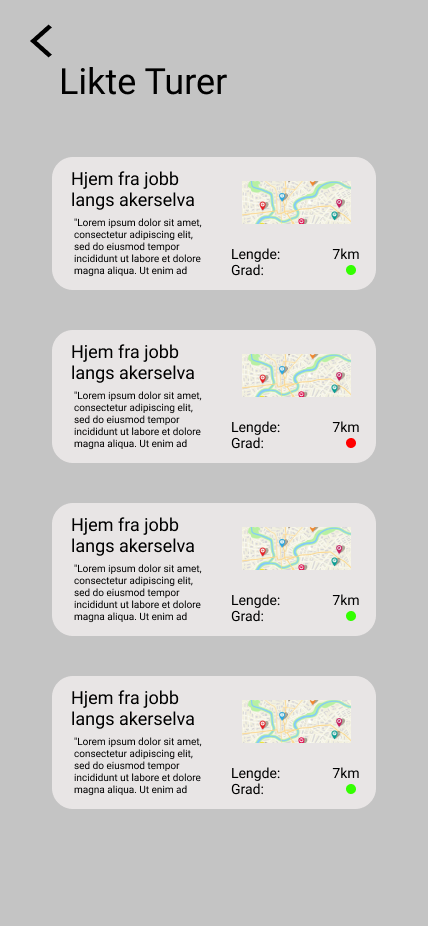 Likte Turer
Hjem fra jobb
langs akerselva
"Lorem ipsum dolor sit amet,
consectetur adipiscing elit,
sed do eiusmod tempor
incididunt ut labore et dolore
magna aliqua. Ut enim ad
Lengde: 7km
Grad:
Hjem fra jobb
langs akerselva
"Lorem ipsum dolor sit amet,
consectetur adipiscing elit,
sed do eiusmod tempor
incididunt ut labore et dolore
magna aliqua. Ut enim ad
Lengde: 7km
Grad:
Hjem fra jobb
langs akerselva
"Lorem ipsum dolor sit amet,
consectetur adipiscing elit,
sed do eiusmod tempor
incididunt ut labore et dolore
magna aliqua. Ut enim ad
Lengde: 7km
Grad:
Hjem fra jobb
langs akerselva
"Lorem ipsum dolor sit amet,
consectetur adipiscing elit,
sed do eiusmod tempor
incididunt ut labore et dolore
magna aliqua. Ut enim ad
Lengde: 7km
Grad: